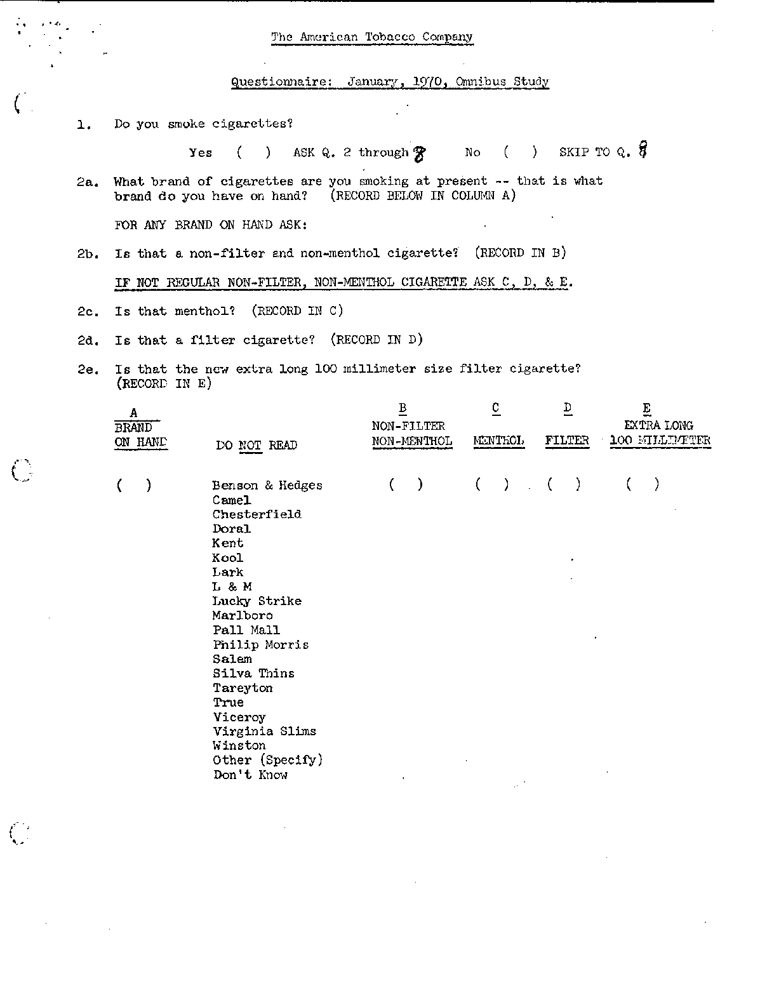 The American Tobacco Company
Questionnaire: January, 1970, Omnibus Study
1. Do you smoke cigarettes?
Yes ( ) ASK Q. 2 through 8 No ( ) SKIP TO Q. 
2a. What brand of cigarettes are you smoking at present -- that is what
brand do you have on hand? (RECORD BELOW IN COLUMN A)
FOR ANY BRAND ON HAND ASK:
2b. Is that a non-filter and non-menthol cigarette? (RECORD IN B)
IF NOT REGULAR NON-FILTER, NON-MENTHOL CIGARETTE ASK C, D, & E.
2c. Is that menthol? (RECORD IN C)
2d. Is that a filter cigarette? (RECORD IN D)
2e. Is that the new extra long 100 millimeter size filter cigarette?
(RECORD IN E)
A B C D E
BRAND NON-FILTER EXTRA LONG
ON HAND DO NOT READ NON-MENTHOL MENTHOL FILTER 100 MILLIMETER
( ) Benson & Hedges ( ) ( ) ( ) ( )
Camel
Chesterfield
Doral
Kent
Kool
Lark
L & M
Lucky Strike
Marlboro
Pall Mall
Philip Morris
Salem
Silva Thins
Tareyton
True
Viceroy
Virginia Slims
Winston
Other (Specify)
Don't Know